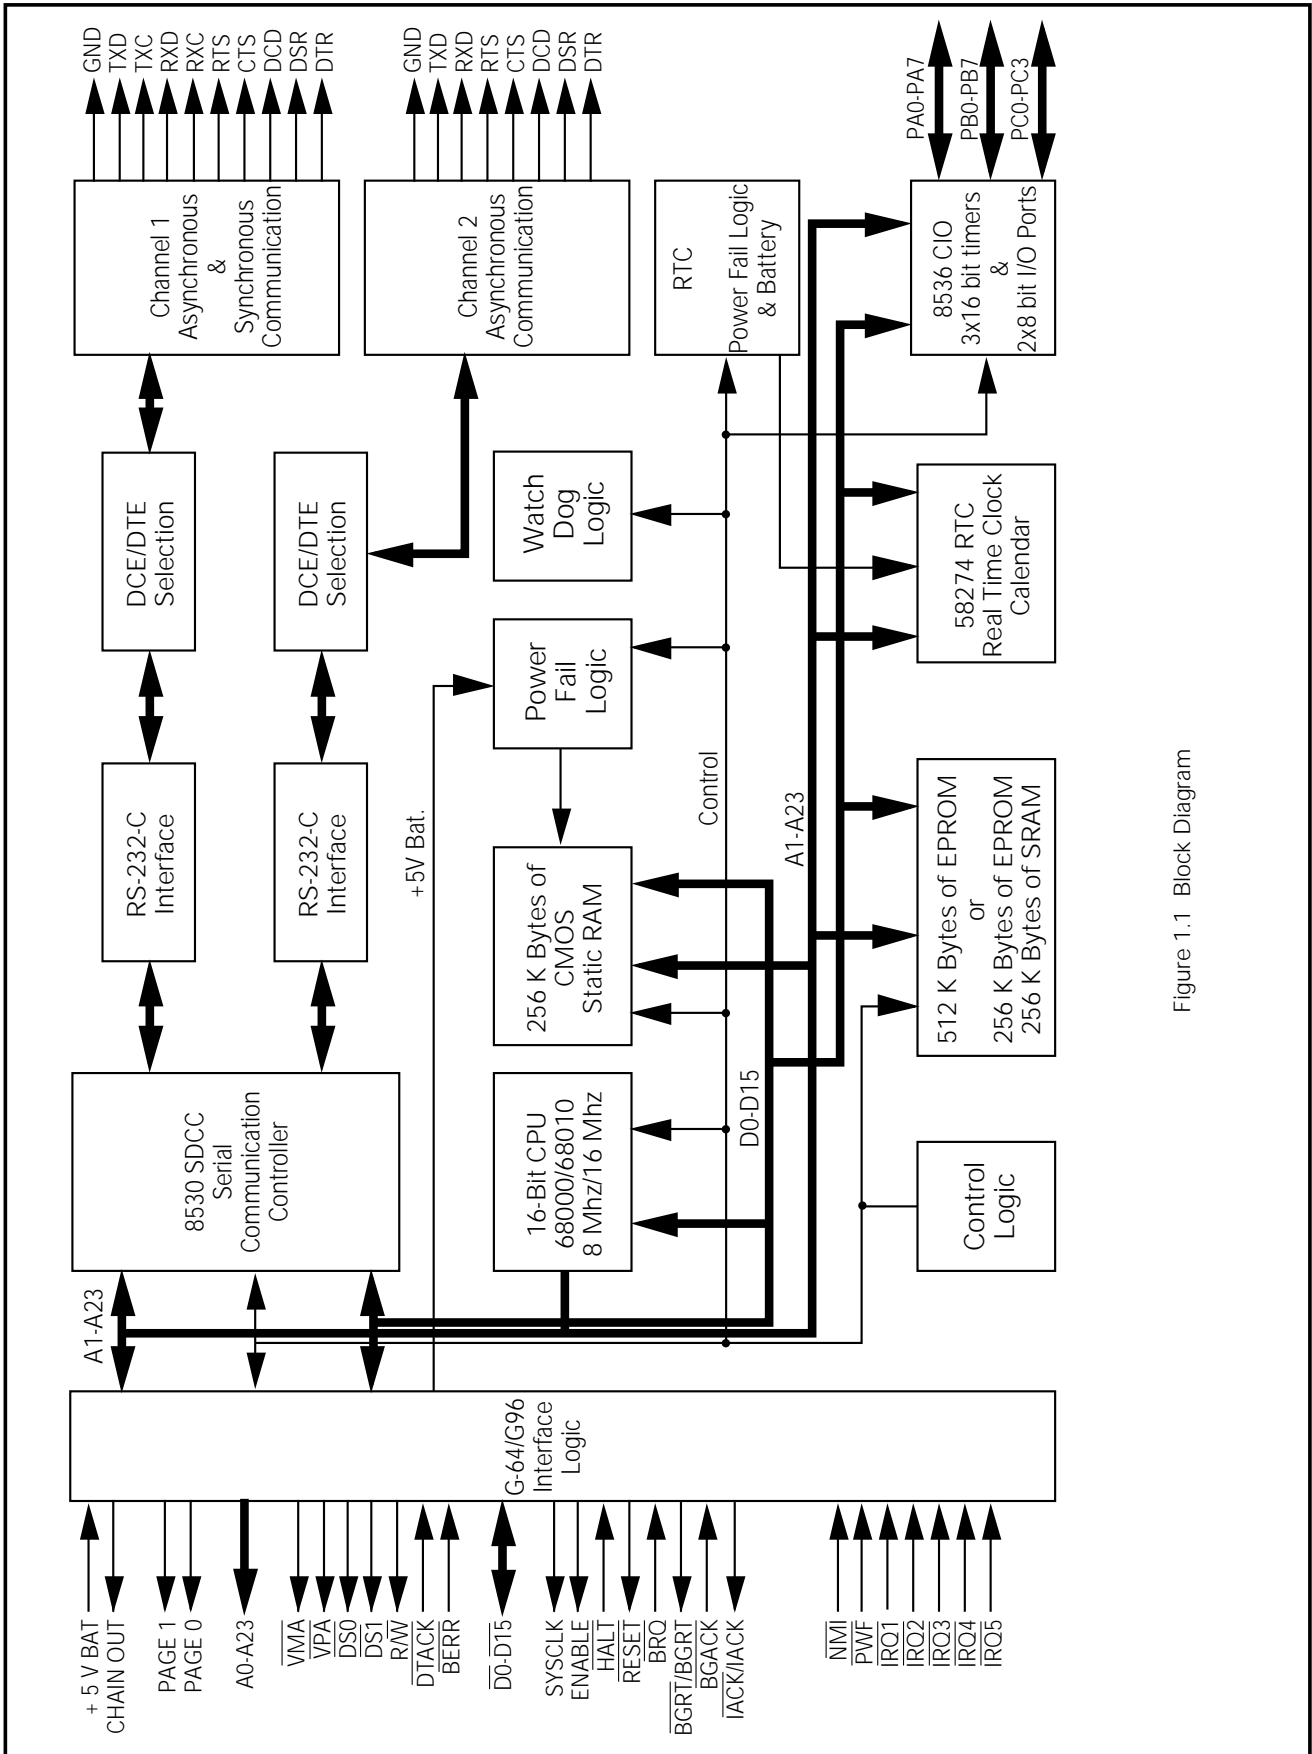 + 5 V BAT
CHAIN OUT
PAGE 1
PAGE 0
A0-A23
VMA
VPA
DS0
DS1
R/W
DTACK
BERR
D0-D15
SYSCLK
ENABLE
HALT
RESET
BRQ
BGRT/BGRT
BGACK
IACK/IACK
NMI
PWF
IRQ1
IRQ2
IRQ3
IRQ4
IRQ5
G-64/G96
Interface
Logic
A1-A23
8530 SDCC
Serial
Communication
Controller
RS-232-C
Interface
DCE/DTE
Selection
Channel 1
Asynchronous
&
Synchronous
Communication
GND
TXD
TXC
RXD
RXC
RTS
CTS
DCD
DSR
DTR
RS-232-C
Interface
DCE/DTE
Selection
Channel 2
Asynchronous
Communication
GND
TXD
RXD
RTS
CTS
DCD
DSR
DTR
+5V Bat.
16-Bit CPU
68000/68010
8 Mhz/16 Mhz
256 K Bytes of
CMOS
Static RAM
Power
Fail
Logic
Watch
Dog
Logic
RTC
Power Fail Logic
& Battery
Control
D0-D15
A1-A23
Control
Logic
512 K Bytes of EPROM
or
256 K Bytes of EPROM
256 K Bytes of SRAM
58274 RTC
Real Time Clock
Calendar
8536 CIO
3x16 bit timers
&
2x8 bit I/O Ports
PA0-PA7
PB0-PB7
PC0-PC3
Figure 1.1 Block Diagram